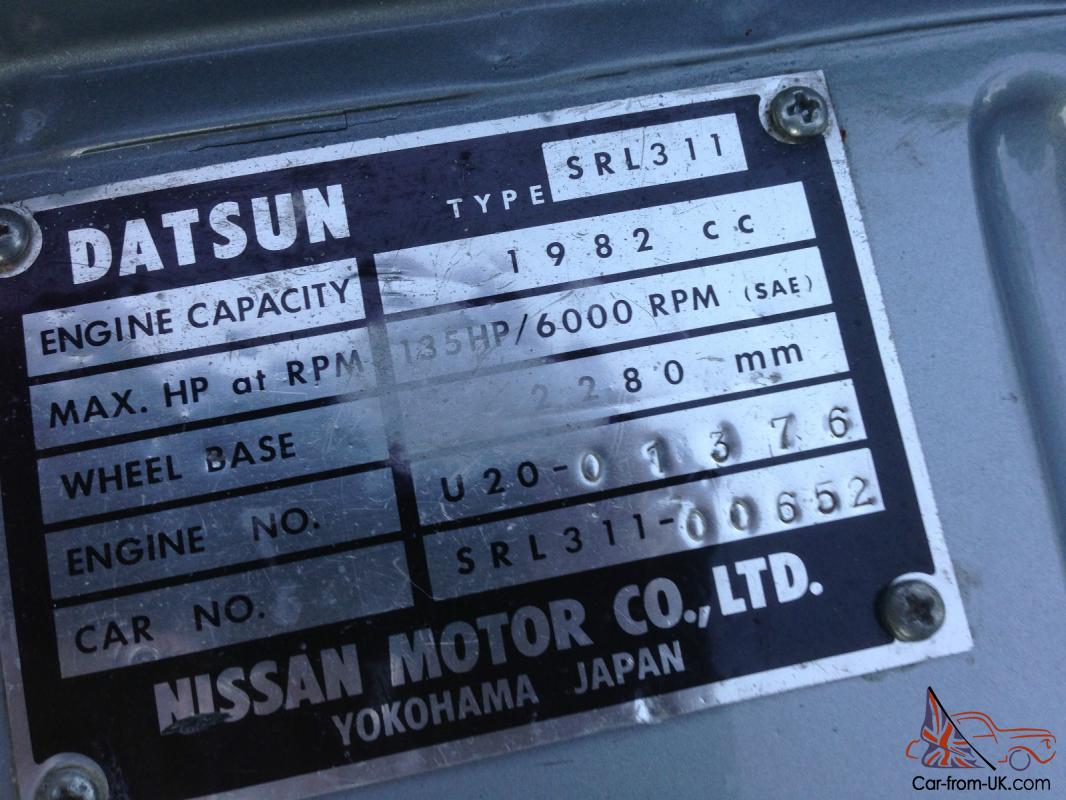 DATSUN TYPE SRL311
ENGINE CAPACITY 1982 CC
MAX. HP at RPM 135HP/6000 RPM (SAE)
WHEEL BASE 2280 mm
ENGINE NO. U20-01376
CAR NO. SRL311-00652
NISSAN MOTOR CO., LTD.
YOKOHAMA JAPAN
Car-from-UK.com